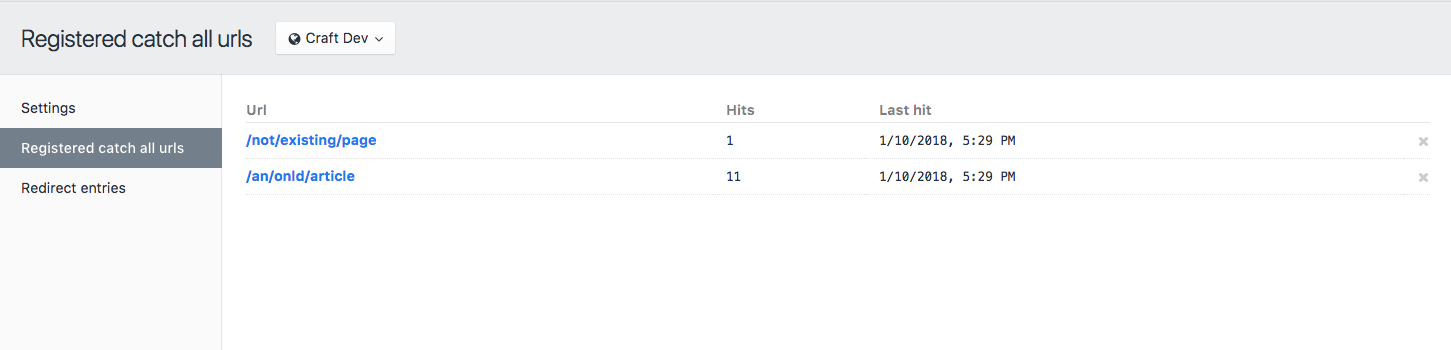 Registered catch all urls Craft Dev
Settings
Registered catch all urls
Redirect entries
Url Hits Last hit
/not/existing/page 1 1/10/2018, 5:29 PM
/an/onld/article 11 1/10/2018, 5:29 PM